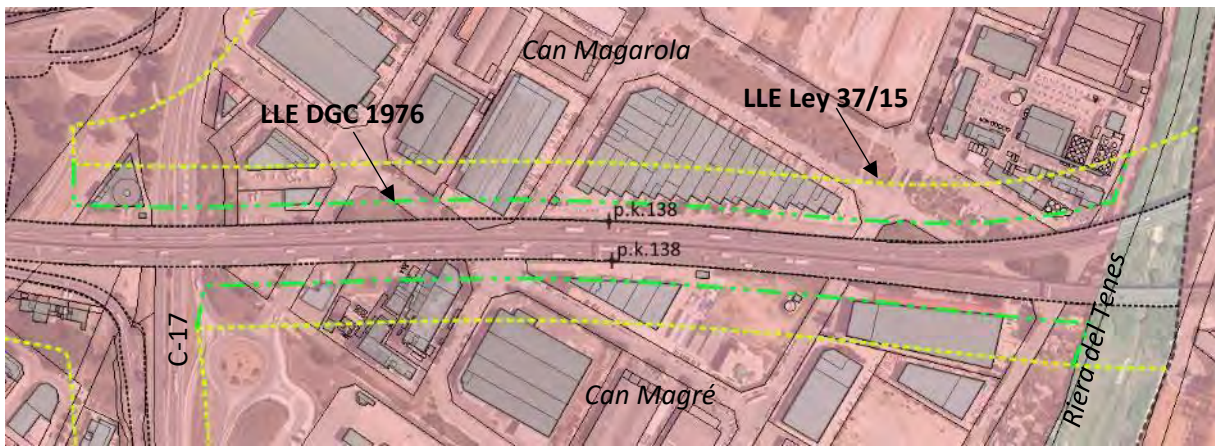 Can Magarola
LLE DGC 1976
LLE Ley 37/15
p.k.138
p.k.138
C-17
Can Magré
Riera del Tenes